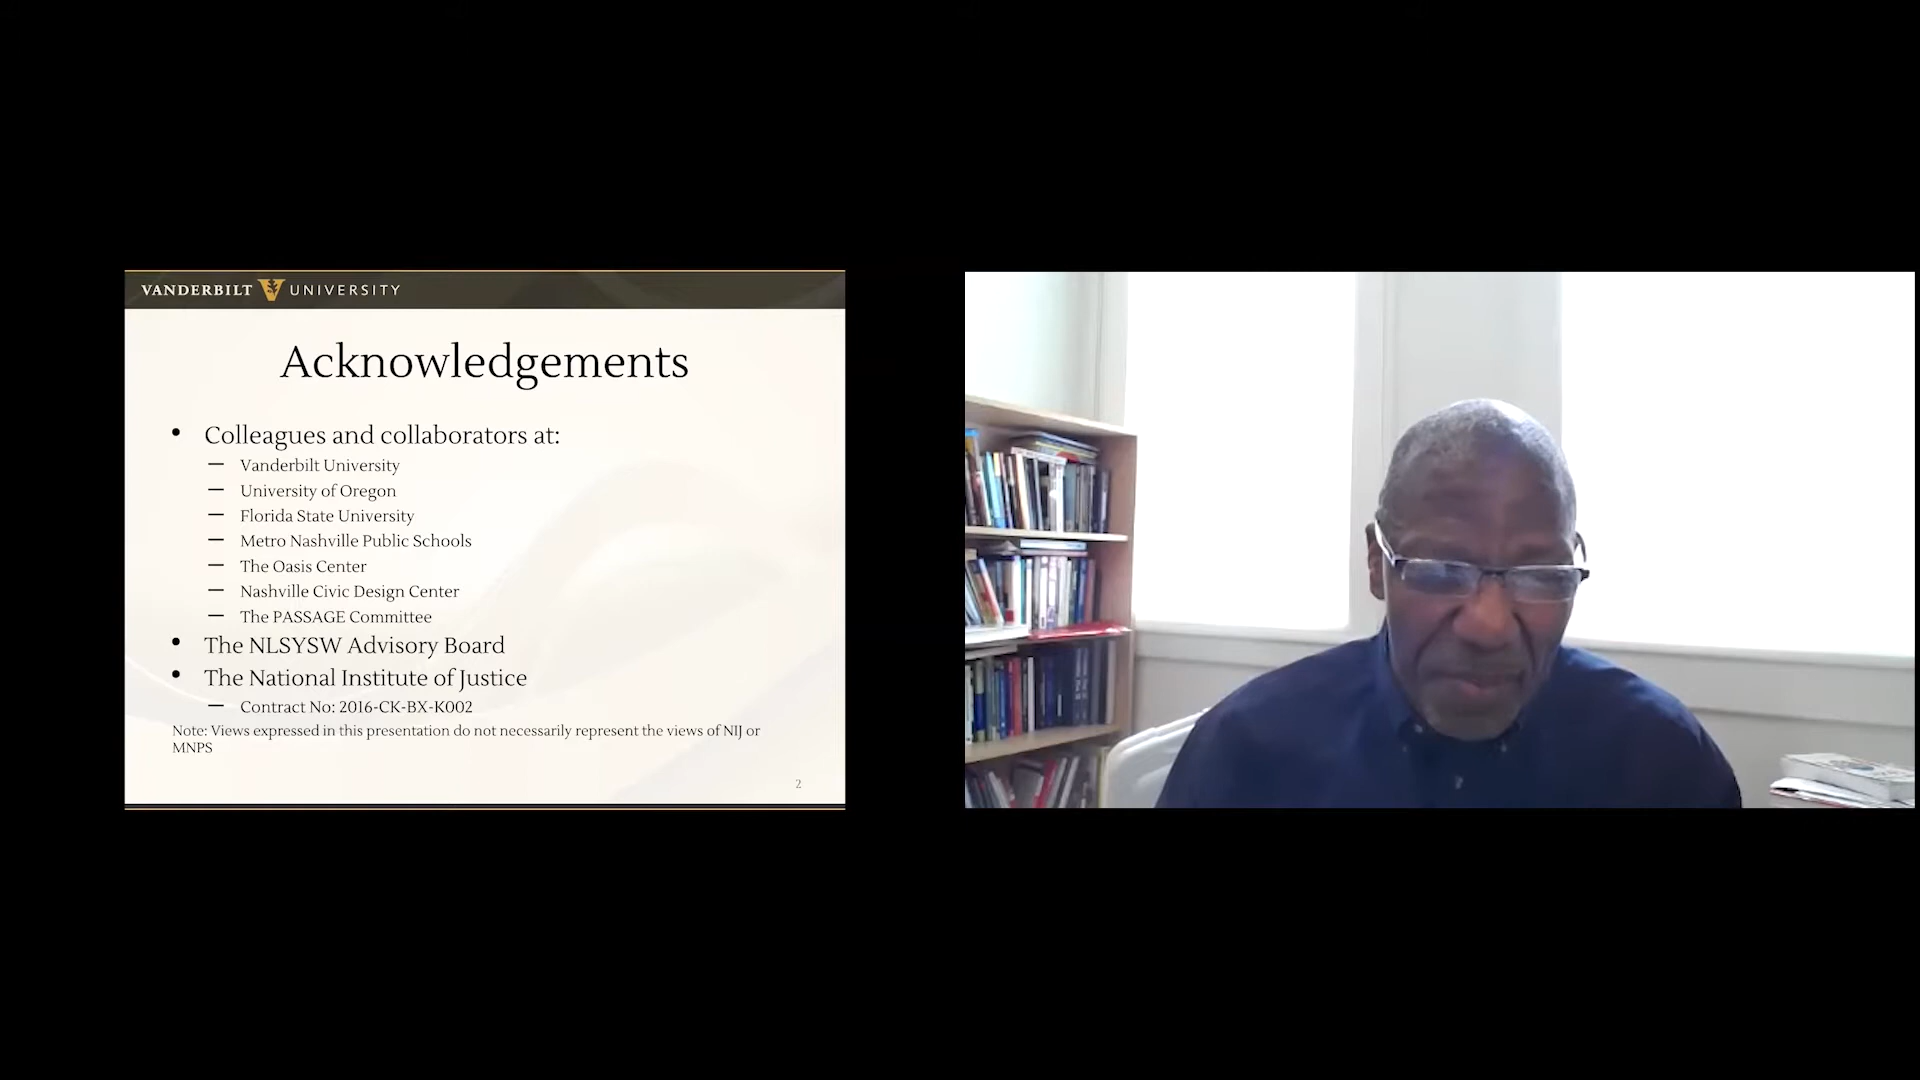 VANDERBILT UNIVERSITY
Acknowledgements
• Colleagues and collaborators at:
— Vanderbilt University
— University of Oregon
— Florida State University
— Metro Nashville Public Schools
— The Oasis Center
— Nashville Civic Design Center
— The PASSAGE Committee
• The NLSYSW Advisory Board
• The National Institute of Justice
— Contract No: 2016-CK-BX-K002
Note: Views expressed in this presentation do not necessarily represent the views of NIJ or
MNPS
2